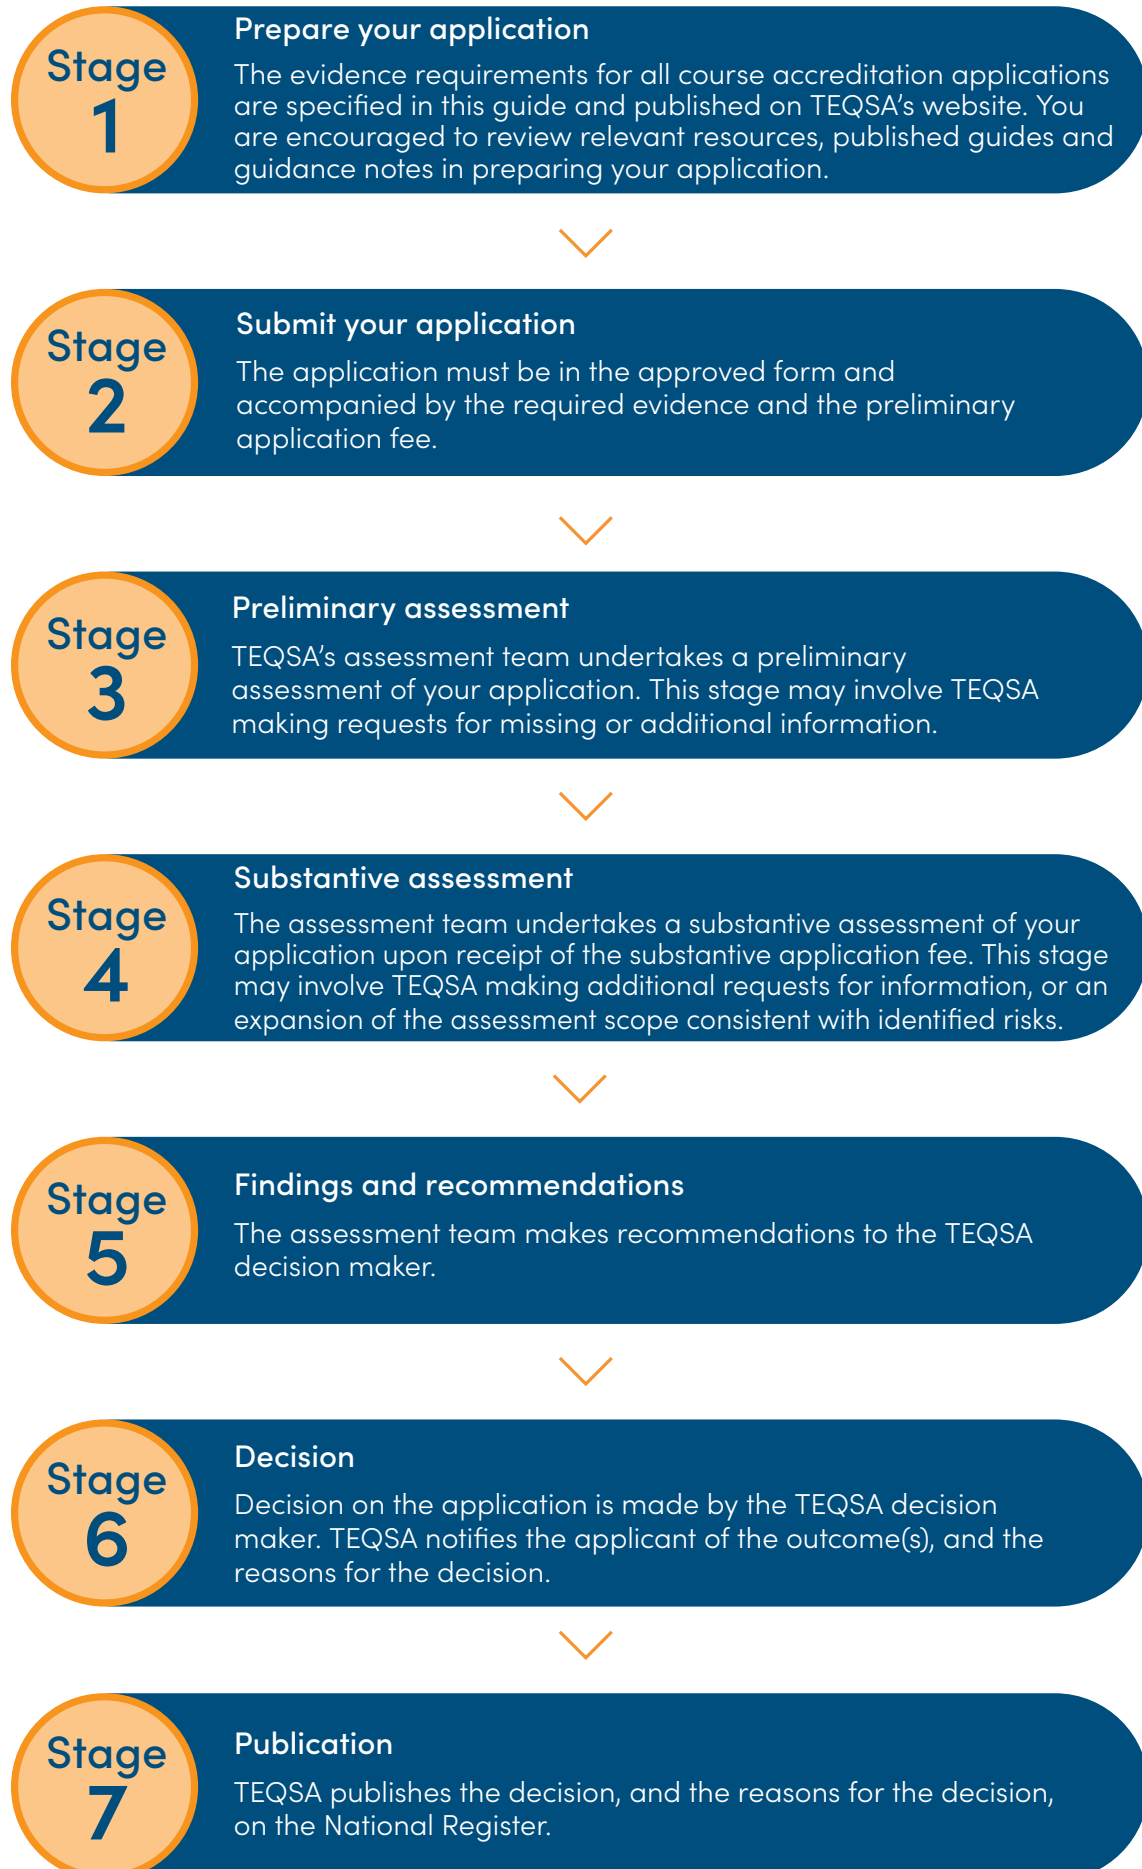 Stage
1
Prepare your application
The evidence requirements for all course accreditation applications
are specified in this guide and published on TEQSA’s website. You
are encouraged to review relevant resources, published guides and
guidance notes in preparing your application.
Stage
2
Submit your application
The application must be in the approved form and
accompanied by the required evidence and the preliminary
application fee.
Stage
3
Preliminary assessment
TEQSA’s assessment team undertakes a preliminary
assessment of your application. This stage may involve TEQSA
making requests for missing or additional information.
Stage
4
Substantive assessment
The assessment team undertakes a substantive assessment of your
application upon receipt of the substantive application fee. This stage
may involve TEQSA making additional requests for information, or an
expansion of the assessment scope consistent with identified risks.
Stage
5
Findings and recommendations
The assessment team makes recommendations to the TEQSA
decision maker.
Stage
6
Decision
Decision on the application is made by the TEQSA decision
maker. TEQSA notifies the applicant of the outcome(s), and the
reasons for the decision.
Stage
7
Publication
TEQSA publishes the decision, and the reasons for the decision,
on the National Register.